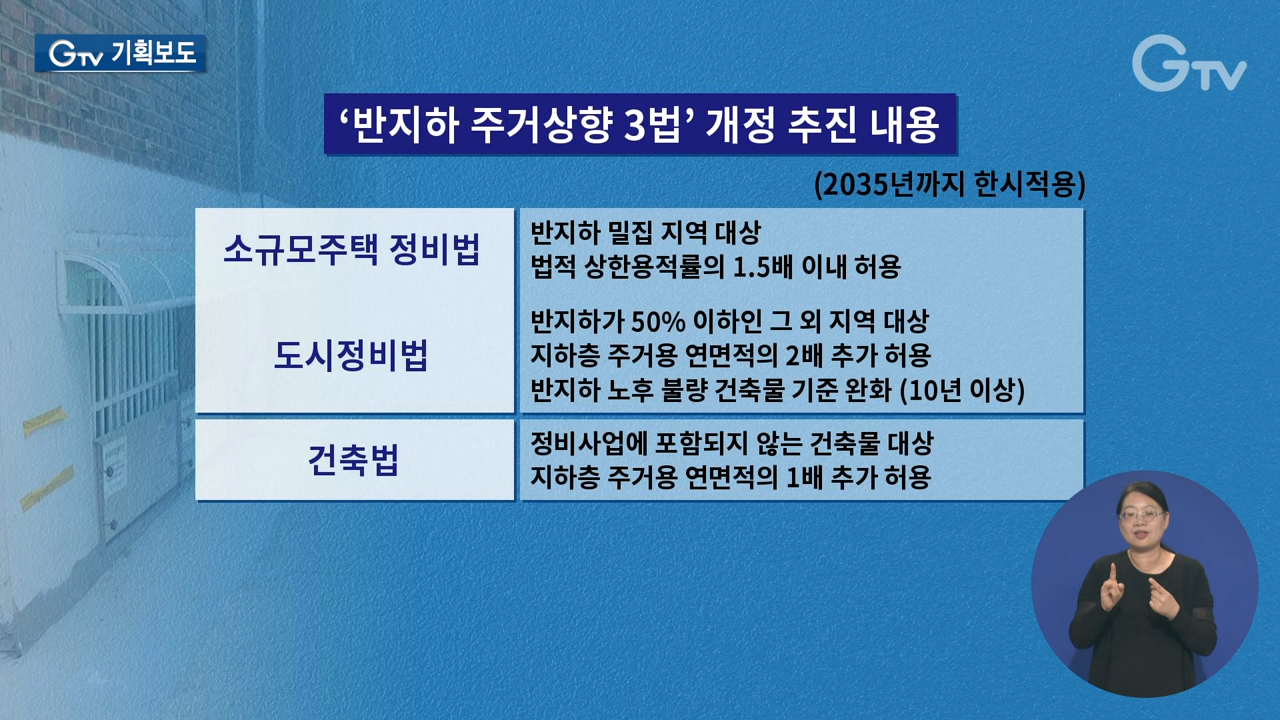 GTV 기획보도
GTV
‘반지하 주거상향 3법’ 개정 추진 내용
(2035년까지 한시적용)
소규모주택 정비법
반지하 밀집 지역 대상
법적 상한용적률의 1.5배 이내 허용
도시정비법
반지하가 50% 이하인 그 외 지역 대상
지하층 주거용 연면적의 2배 추가 허용
반지하 노후 불량 건축물 기준 완화 (10년 이상)
건축법
정비사업에 포함되지 않는 건축물 대상
지하층 주거용 연면적의 1배 추가 허용